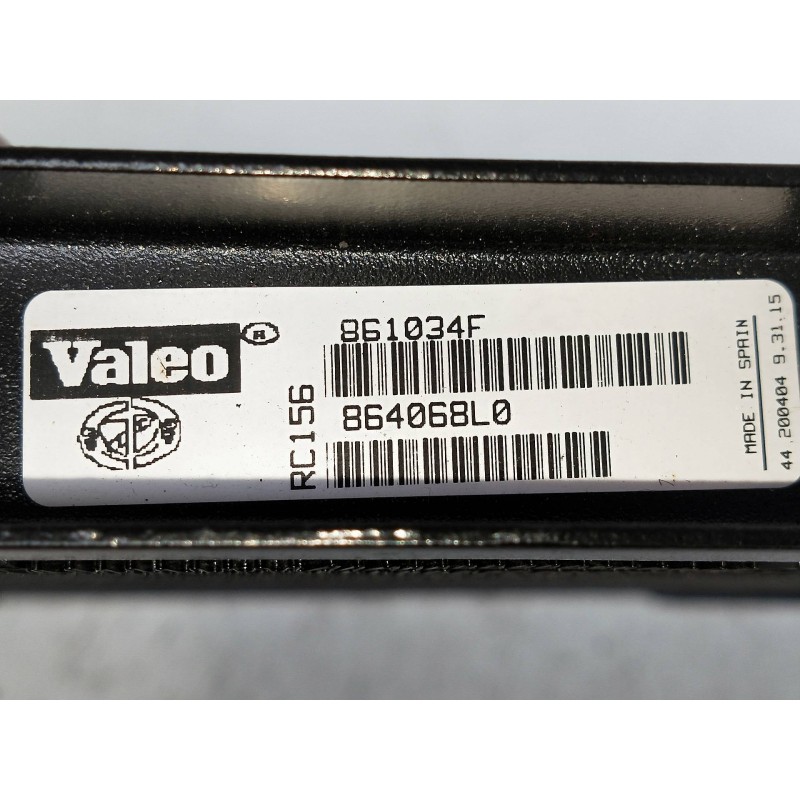 Valeo
R
861034F
864068L0
RC156
MADE IN SPAIN
44.200404 9.31.15